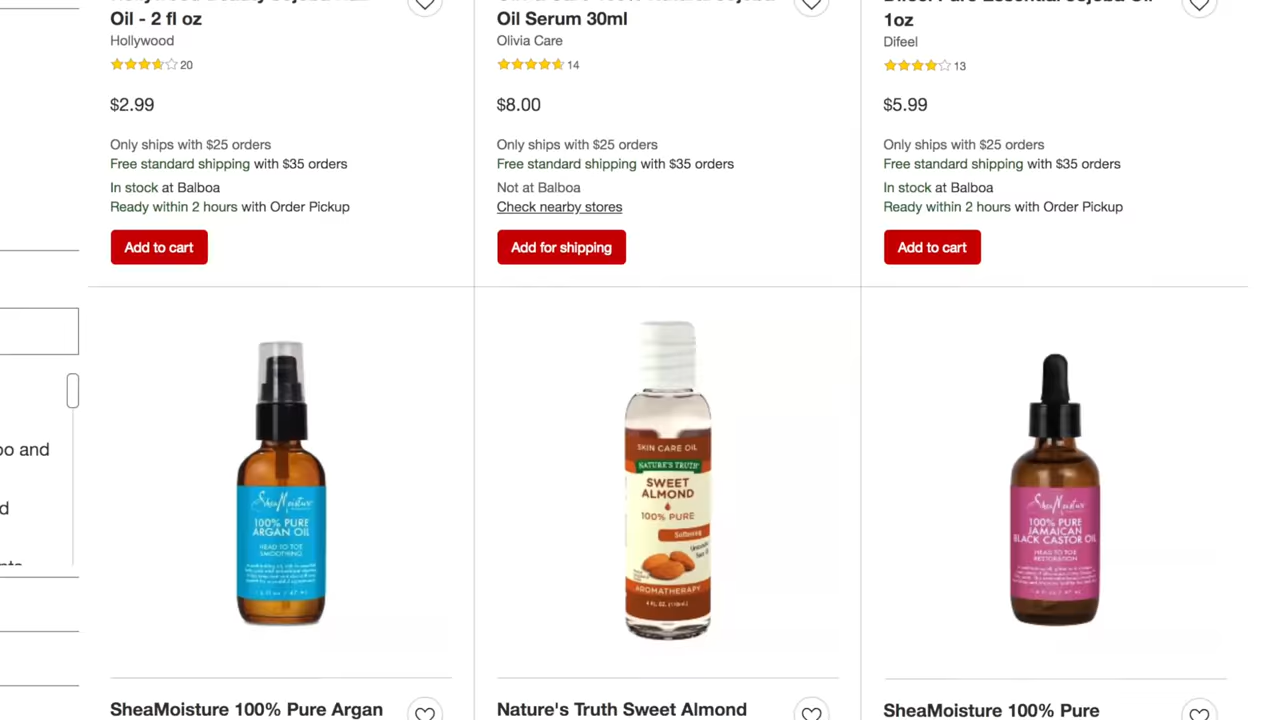 Oil - 2 fl oz
Hollywood
20
$2.99
Only ships with $25 orders
Free standard shipping with $35 orders
In stock at Balboa
Ready within 2 hours with Order Pickup
Add to cart
Oil Serum 30ml
Olivia Care
14
$8.00
Only ships with $25 orders
Free standard shipping with $35 orders
Not at Balboa
Check nearby stores
Add for shipping
1oz
Difeel
13
$5.99
Only ships with $25 orders
Free standard shipping with $35 orders
In stock at Balboa
Ready within 2 hours with Order Pickup
Add to cart
and
SheaMoisture
100% PURE
ARGAN OIL
HEAD TO TOE
SMOOTHING
SKIN CARE OIL
NATURE'S TRUTH
SWEET
ALMOND
100% PURE
Softening
AROMATHERAPY
4 FL. OZ. (118mL)
SheaMoisture
100% PURE
JAMAICAN
BLACK CASTOR OIL
HEAD TO TOE
RESTORATION
SheaMoisture 100% Pure Argan
Nature's Truth Sweet Almond
SheaMoisture 100% Pure